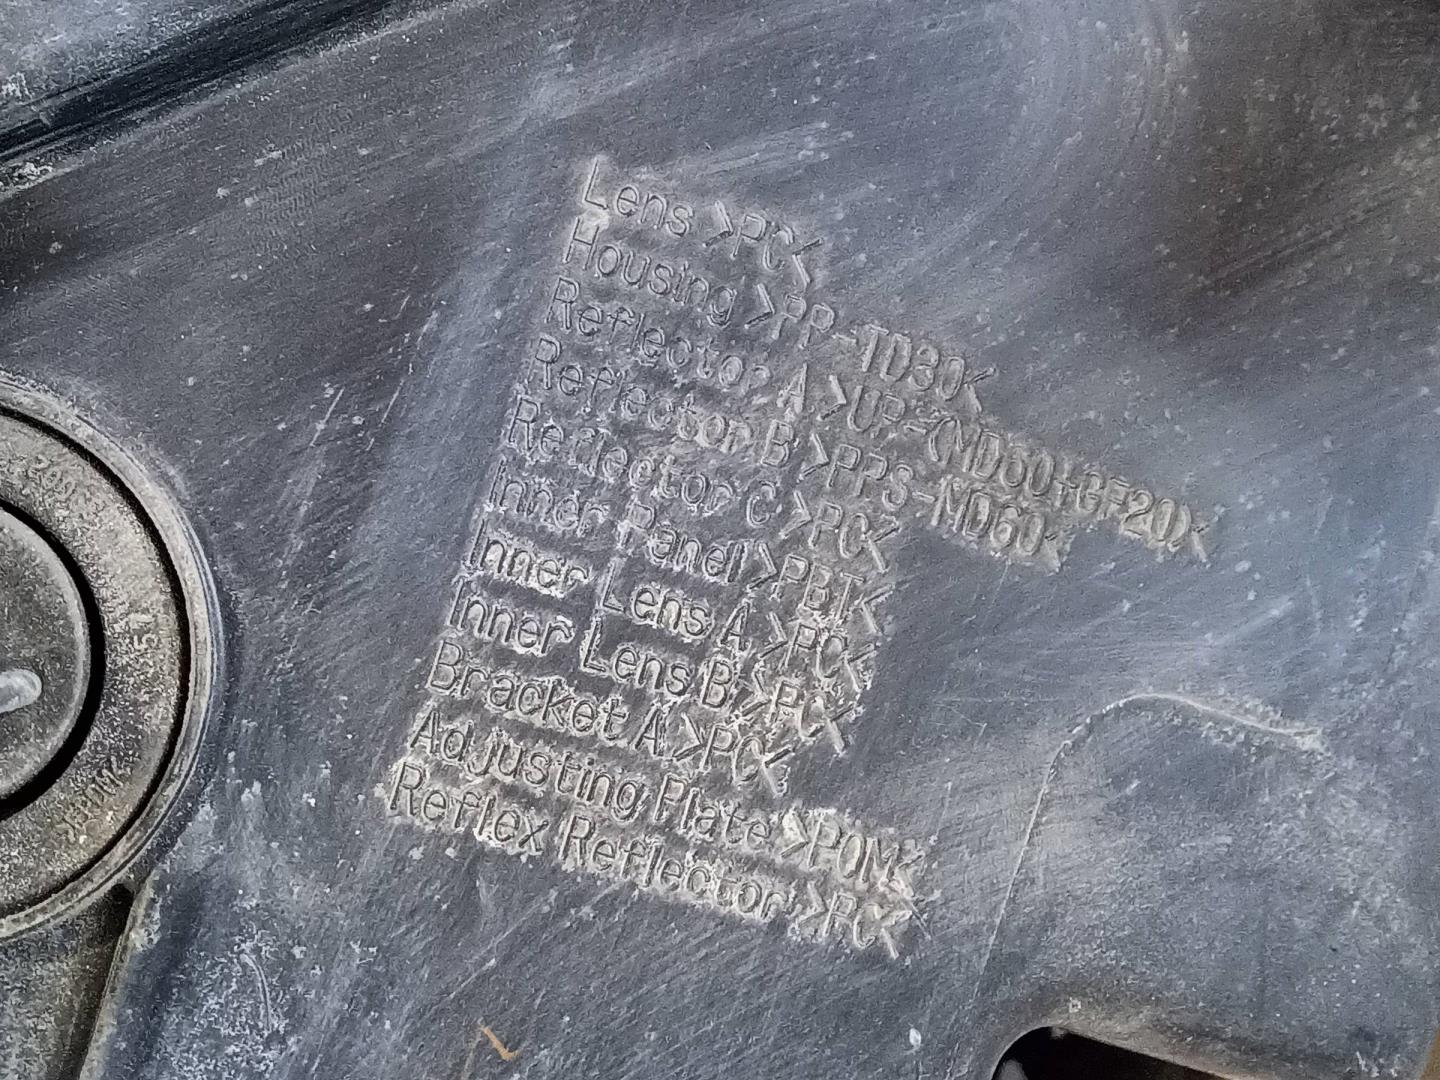 Lens >PC<
Housing >PP-TD30<
Reflector A >UP-(MD50+GF20)<
Reflector B >PPS-MD60<
Reflector C >PC<
Inner Panel >PBT<
Inner Lens A >PC<
Inner Lens B >PC<
Bracket A >PC<
Adjusting Plate >POM<
Reflex Reflector >PC<